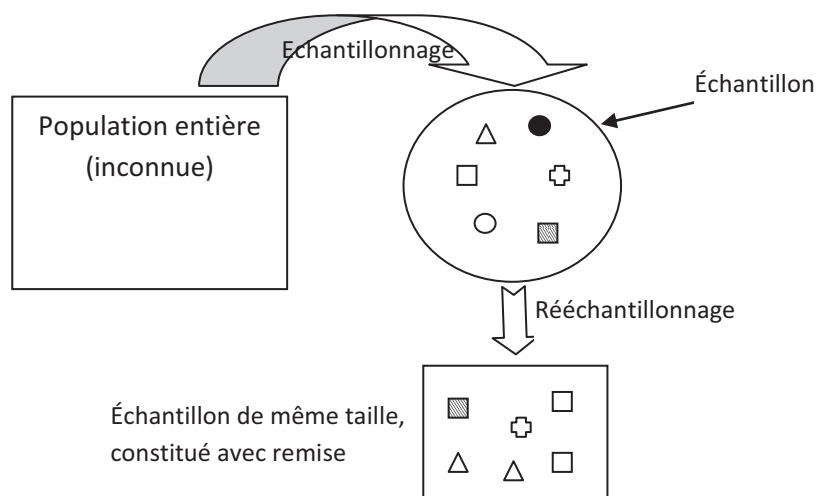 Echantillonnage
Échantillon
Population entière
(inconnue)
Rééchantillonnage
Échantillon de même taille,
constitué avec remise